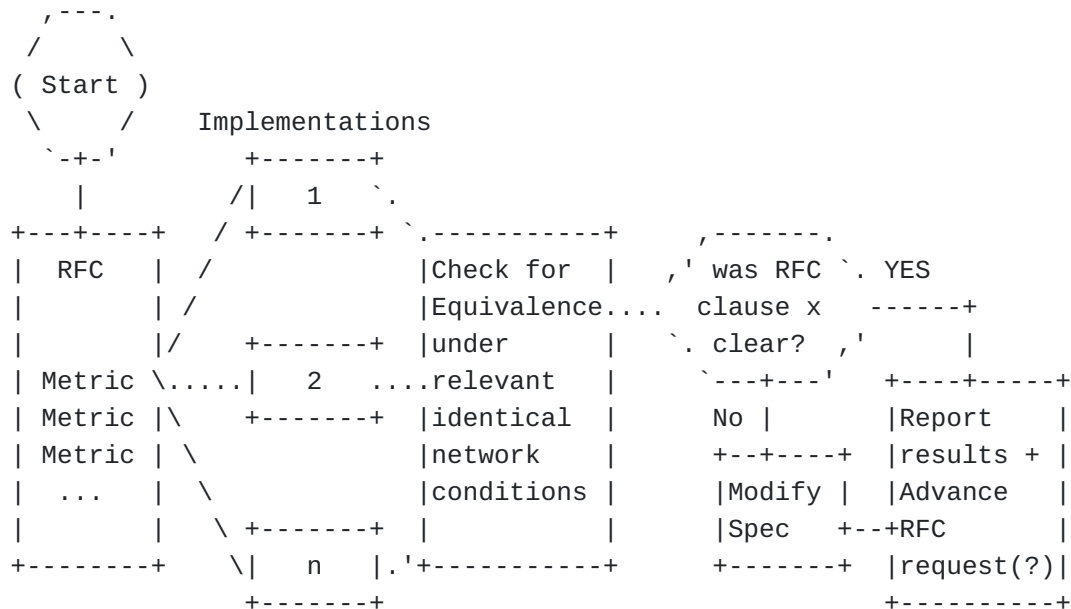 ,---.
 /     \
( Start )
 \     /    Implementations
  `-+-'        +-------+
    |         /|   1   `.
+---+----+   / +-------+ `.-----------+     ,-------.
|  RFC   |  /             |Check for  |   ,' was RFC `. YES
|        | /              |Equivalence....  clause x   ------+
|        |/    +-------+  |under      |   `. clear?  ,'      |
| Metric \.....|   2   ....relevant   |     `---+---'   +----+-----+
| Metric |\    +-------+  |identical  |      No |       |Report    |
| Metric | \              |network    |      +--+----+  |results + |
|  ...   |  \             |conditions |      |Modify |  |Advance   |
|        |   \ +-------+  |           |      |Spec   +--+RFC       |
+--------+    \|   n   |.'+-----------+      +-------+  |request(?)|
               +-------+                                +----------+